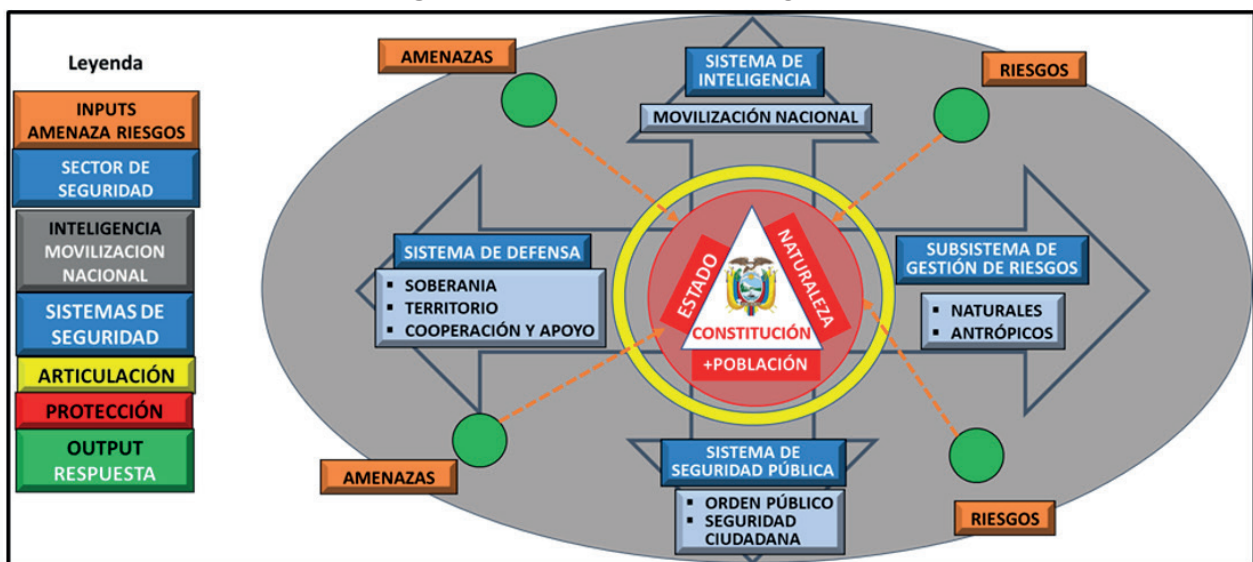 Leyenda
INPUTS
AMENAZA RIESGOS
SECTOR DE
SEGURIDAD
INTELIGENCIA
MOVILIZACION
NACIONAL
SISTEMAS DE
SEGURIDAD
ARTICULACIÓN
PROTECCIÓN
OUTPUT
RESPUESTA
AMENAZAS
SISTEMA DE
INTELIGENCIA
MOVILIZACIÓN NACIONAL
RIESGOS
SISTEMA DE DEFENSA
▪ SOBERANIA
▪ TERRITORIO
▪ COOPERACIÓN Y APOYO
ESTADO
NATURALEZA
CONSTITUCIÓN
+POBLACIÓN
SUBSISTEMA DE
GESTIÓN DE RIESGOS
▪ NATURALES
▪ ANTRÓPICOS
AMENAZAS
SISTEMA DE
SEGURIDAD PÚBLICA
▪ ORDEN PÚBLICO
▪ SEGURIDAD
CIUDADANA
RIESGOS